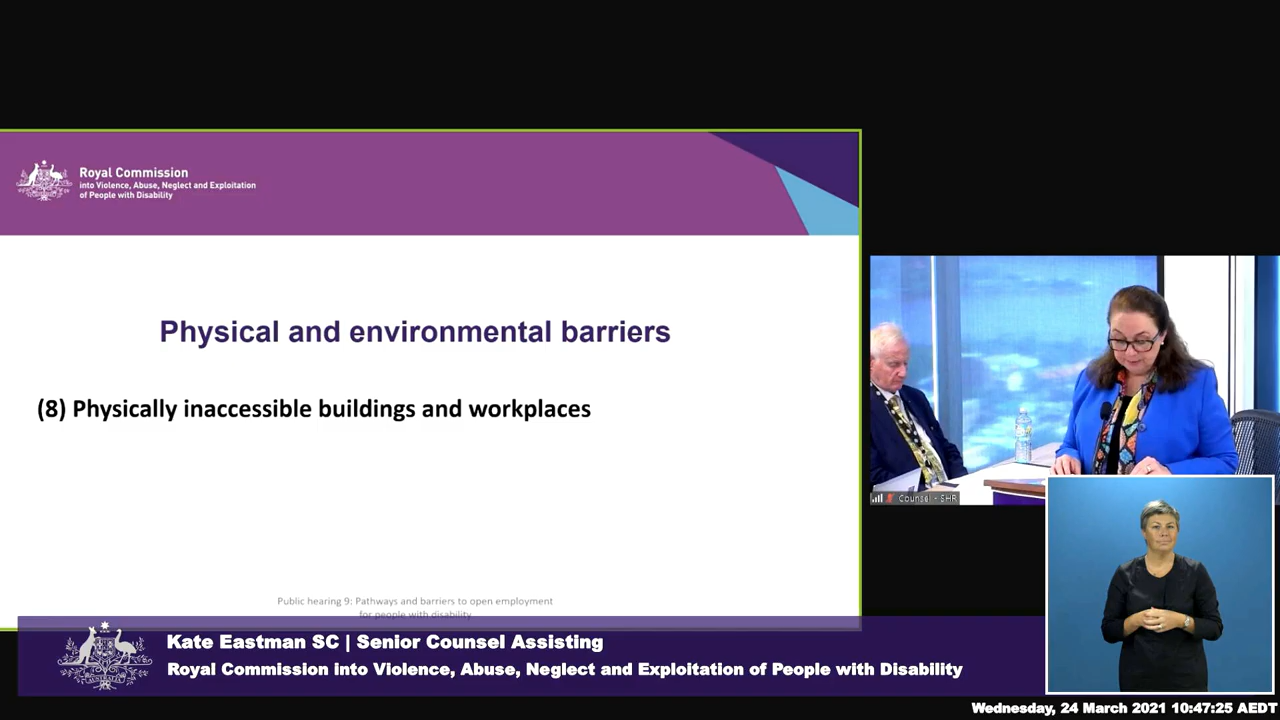 Royal Commission
into Violence, Abuse, Neglect and Exploitation
of People with Disability
Physical and environmental barriers
(8) Physically inaccessible buildings and workplaces
Public hearing 9: Pathways and barriers to open employment
for people with disability
Counsel - SHR
Kate Eastman SC | Senior Counsel Assisting
Royal Commission into Violence, Abuse, Neglect and Exploitation of People with Disability
Wednesday, 24 March 2021 10:47:25 AEDT